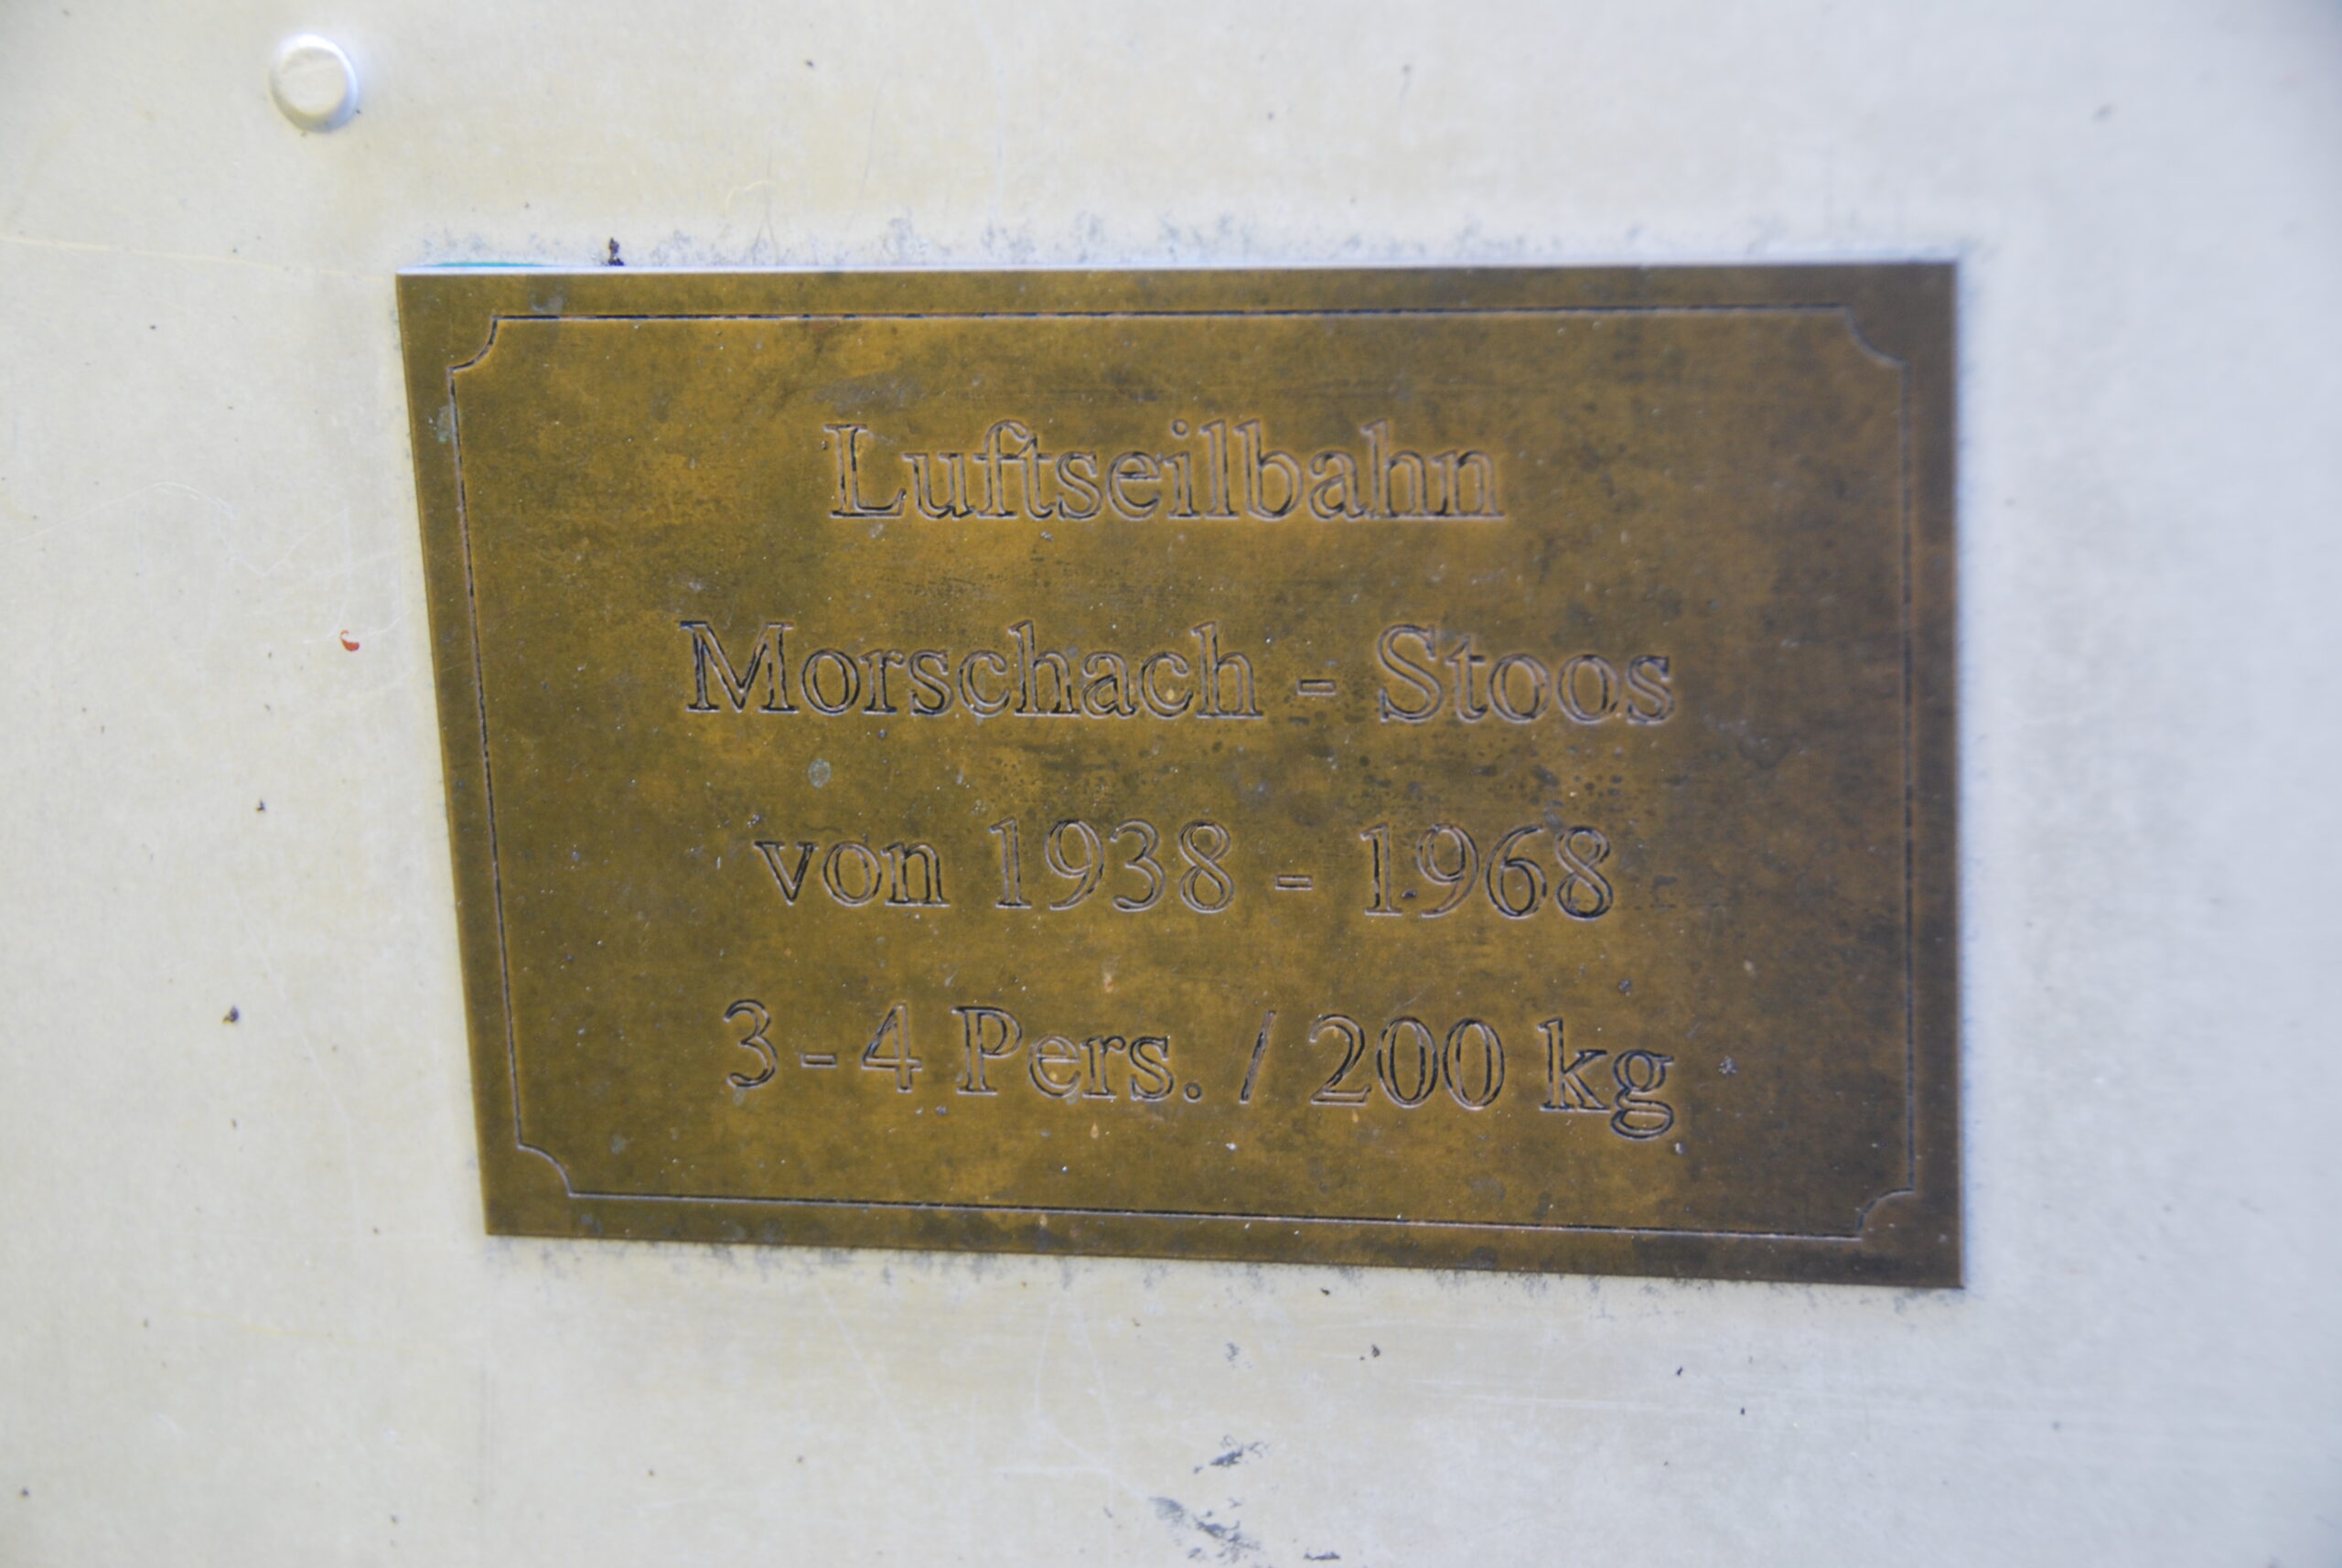 Luftseilbahn
Morschach - Stoos
von 1938 - 1968
3 - 4 Pers. / 200 kg